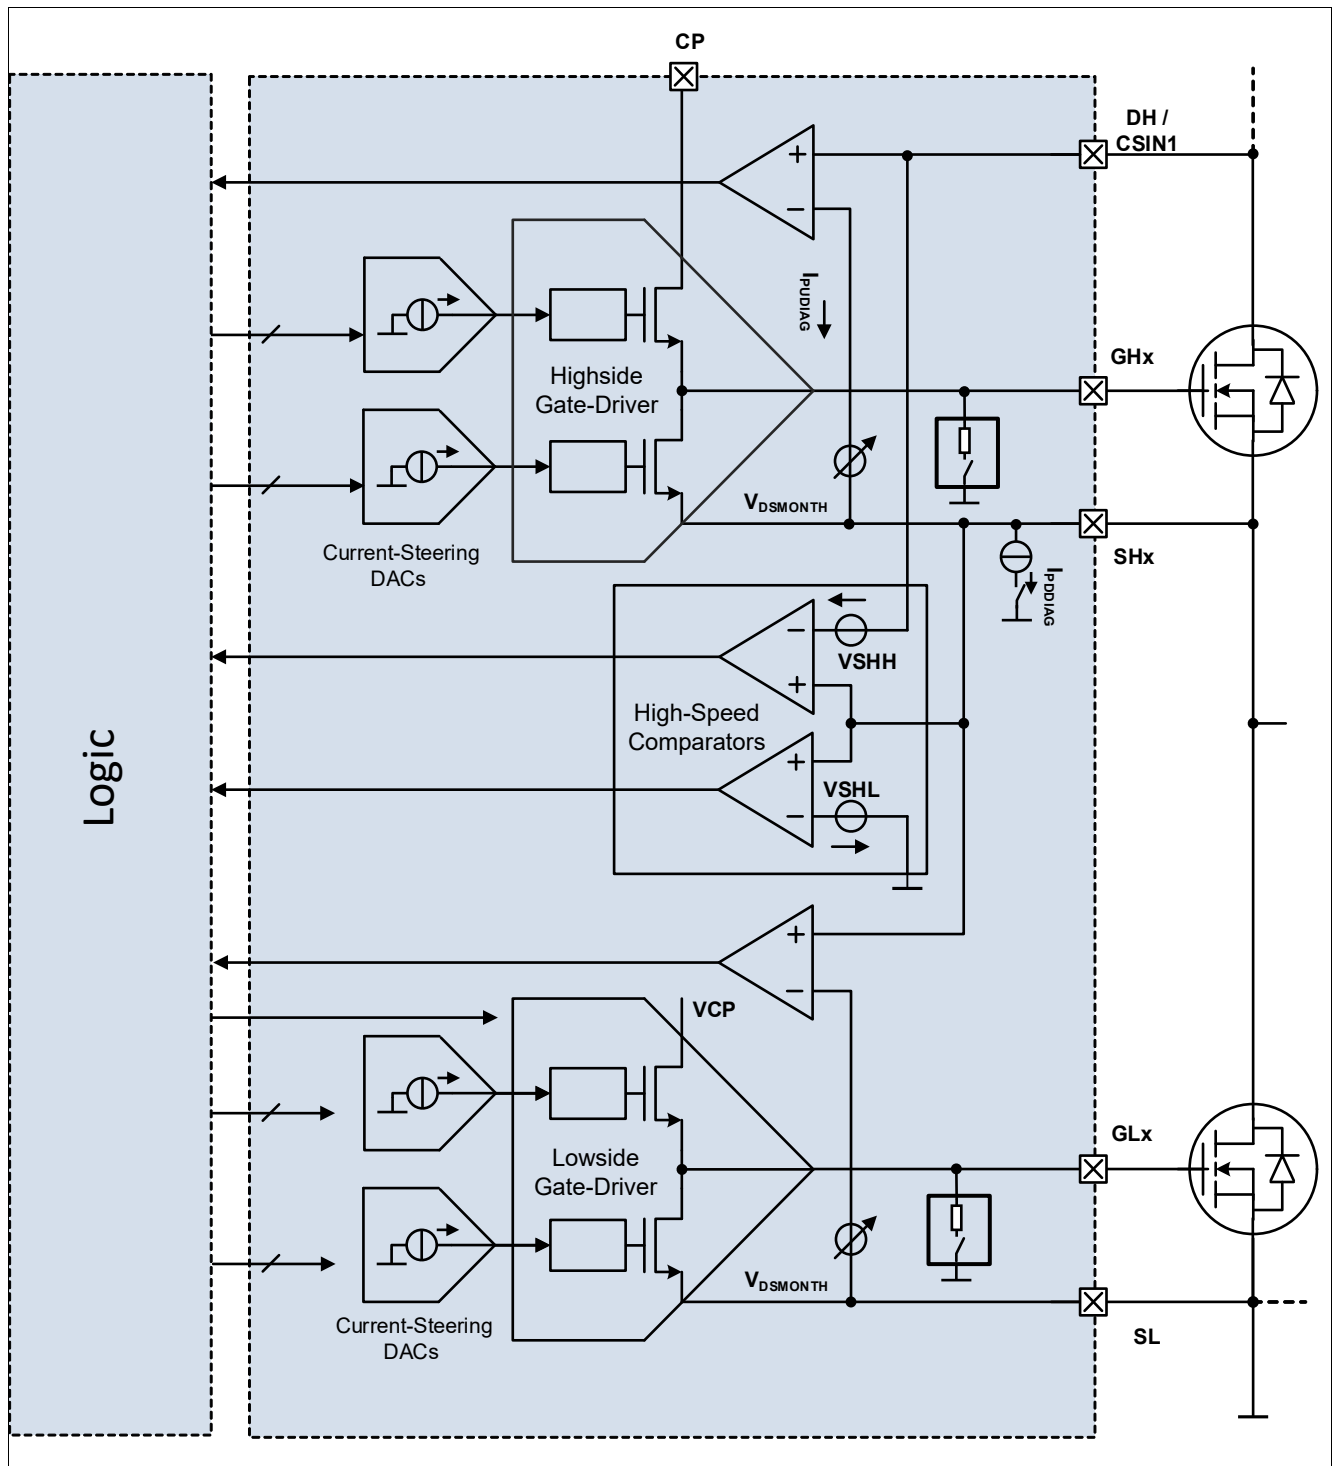 CP
DH /
CSIN1
+
−
IPUDIAG
GHx
Highside
Gate-Driver
VDSMONTH
SHx
Current-Steering
DACs
IPDDIAG
−
VSHH
+
High-Speed
Comparators
+
VSHL
−
Logic
+
−
VCP
GLx
Lowside
Gate-Driver
VDSMONTH
SL
Current-Steering
DACs